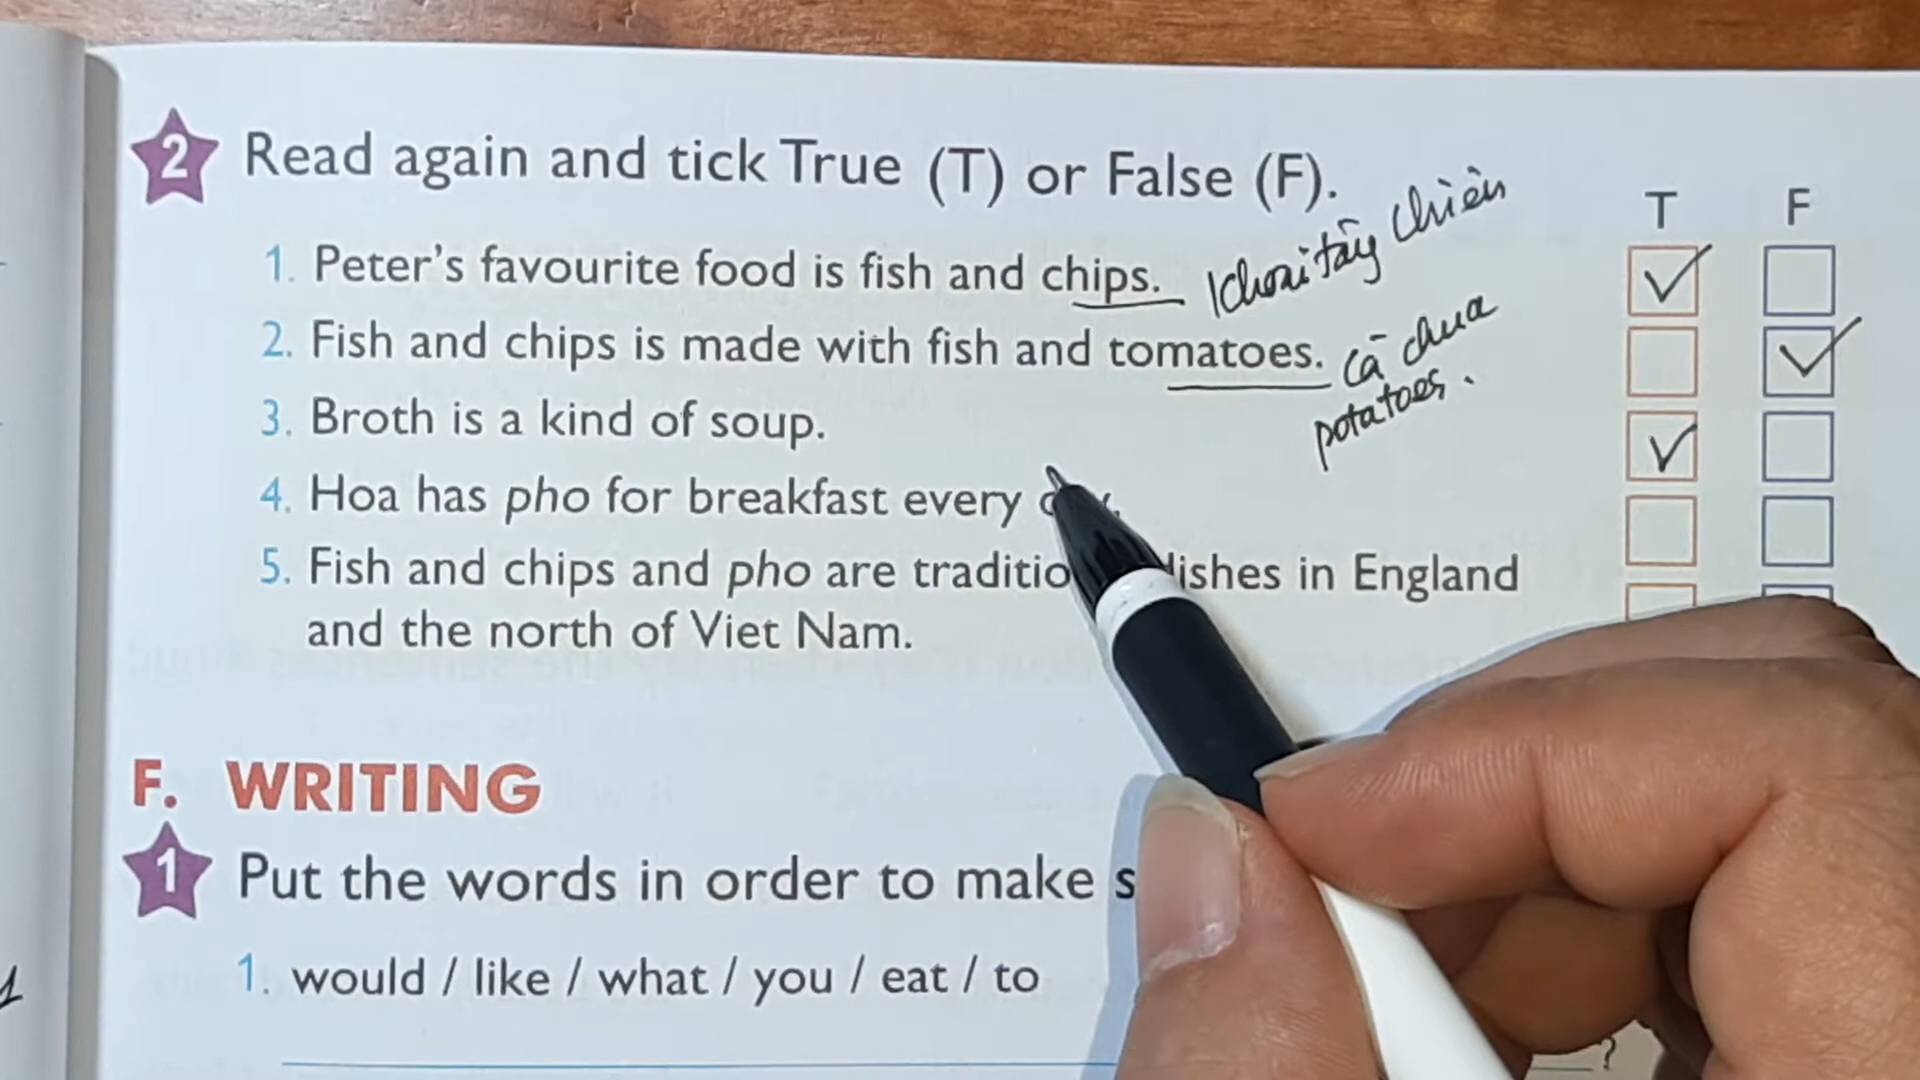 2 Read again and tick True (T) or False (F).
T F
1. Peter's favourite food is fish and chips. khoai tây chiên
2. Fish and chips is made with fish and tomatoes. cà chua
potatoes.
3. Broth is a kind of soup.
4. Hoa has pho for breakfast every
5. Fish and chips and pho are dishes in England
and the north of Viet Nam.
F. WRITING
1 Put the words in order to make
1. would / like / what / you / eat / to
?